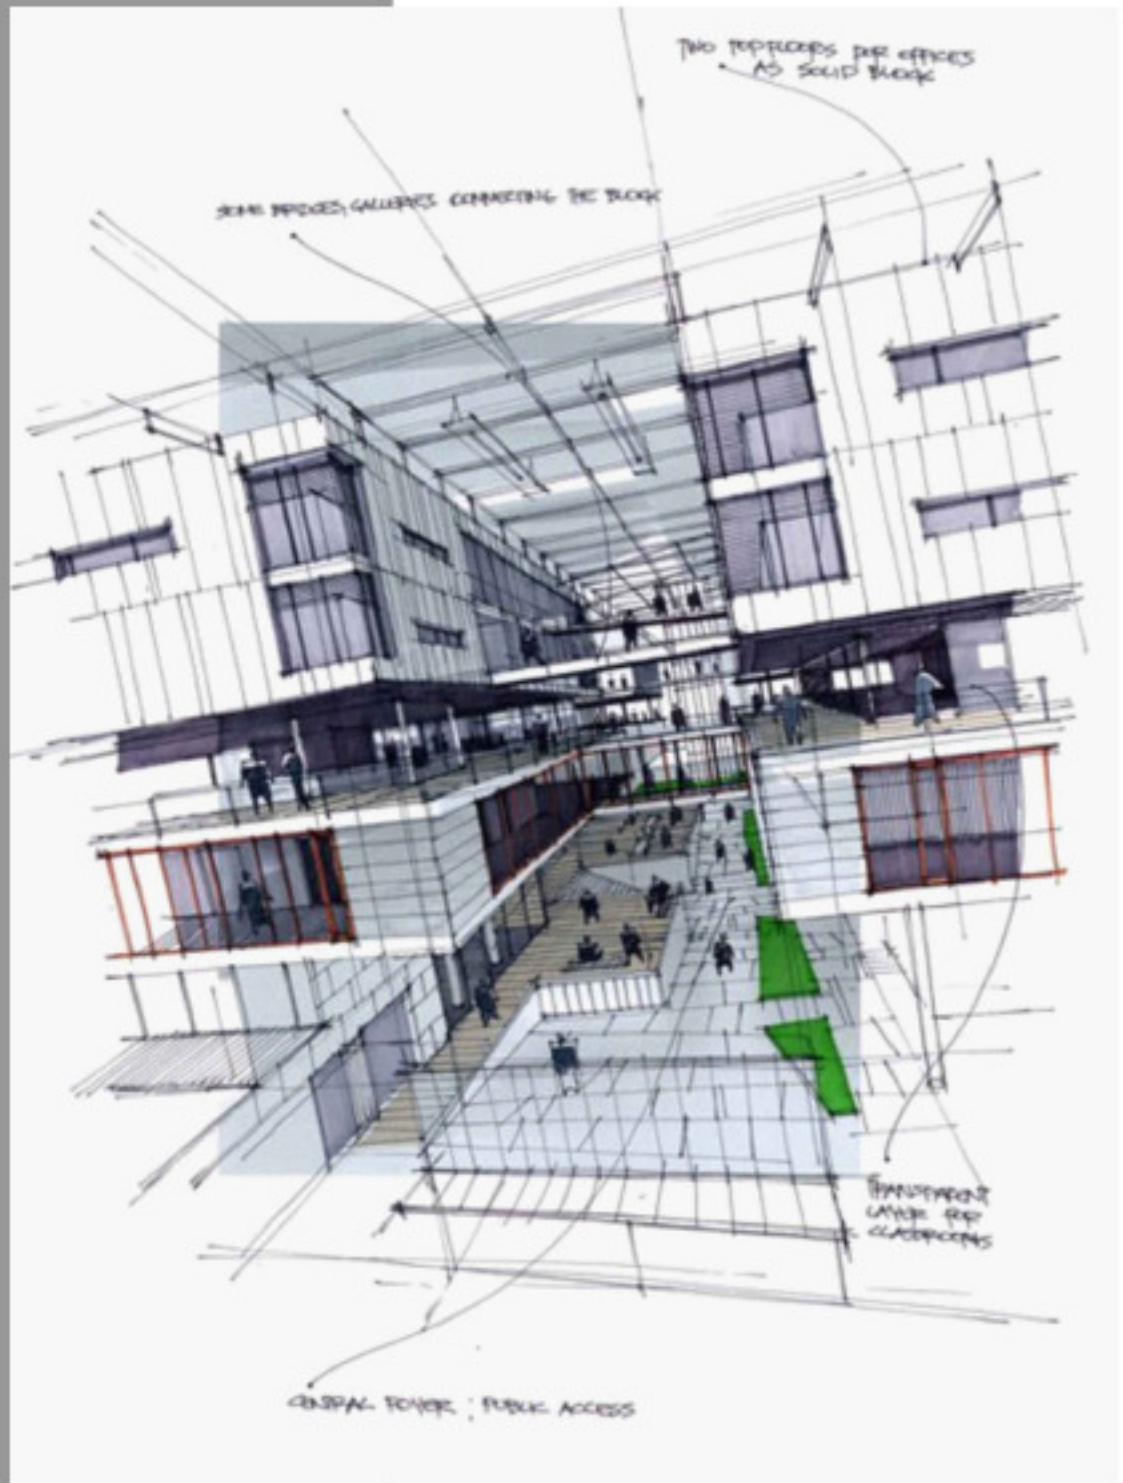 TWO TOP FLOORS FOR OFFICES
AS SOLID BLOCK
SOME BRIDGES, GALLERIES CONNECTING THE BLOCK
TRANSPARENT
LAYER FOR
CLASSROOMS
CENTRAL FOYER ; PUBLIC ACCESS